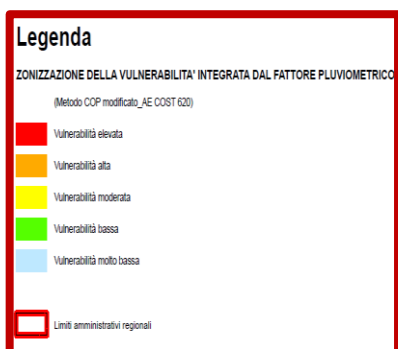 Legenda
ZONIZZAZIONE DELLA VULNERABILITA' INTEGRATA DAL FATTORE PLUVIOMETRICO
(Metodo COP modificato_AE COST 620)
Vulnerabilità elevata
Vulnerabilità alta
Vulnerabilità moderata
Vulnerabilità bassa
Vulnerabilità molto bassa
Limiti amministrativi regionali